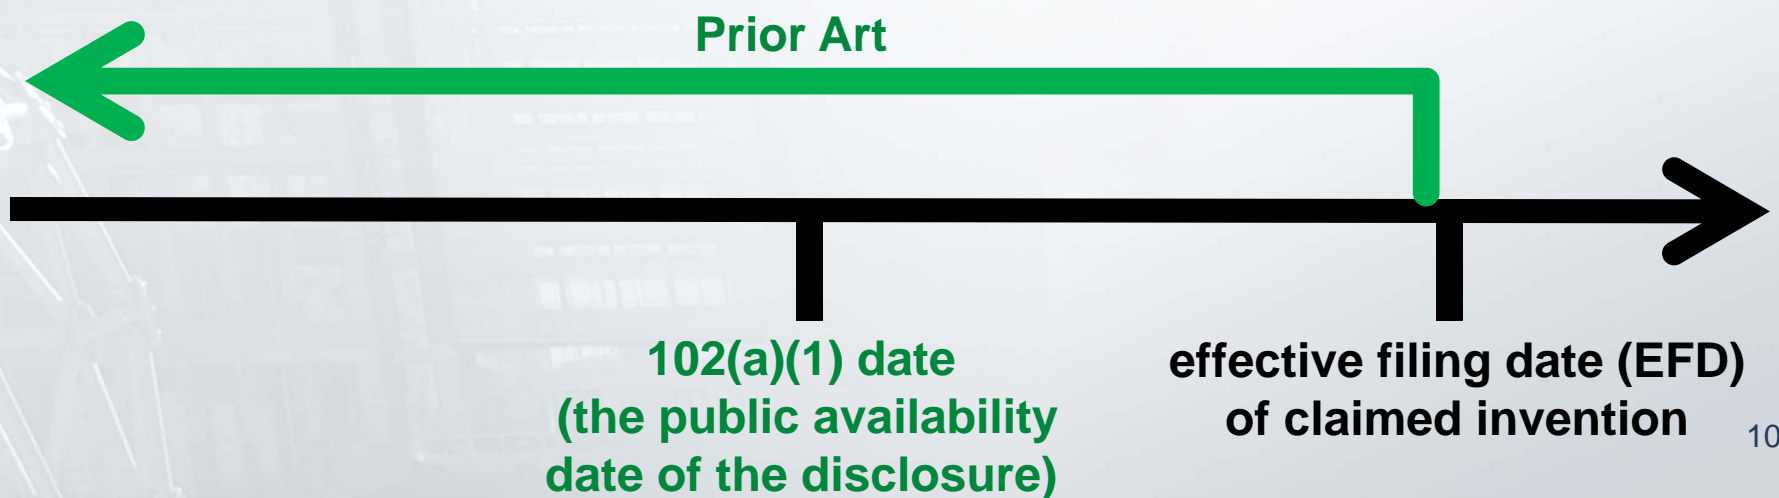 Prior Art
102(a)(1) date
(the public availability
date of the disclosure)
effective filing date (EFD)
of claimed invention
10